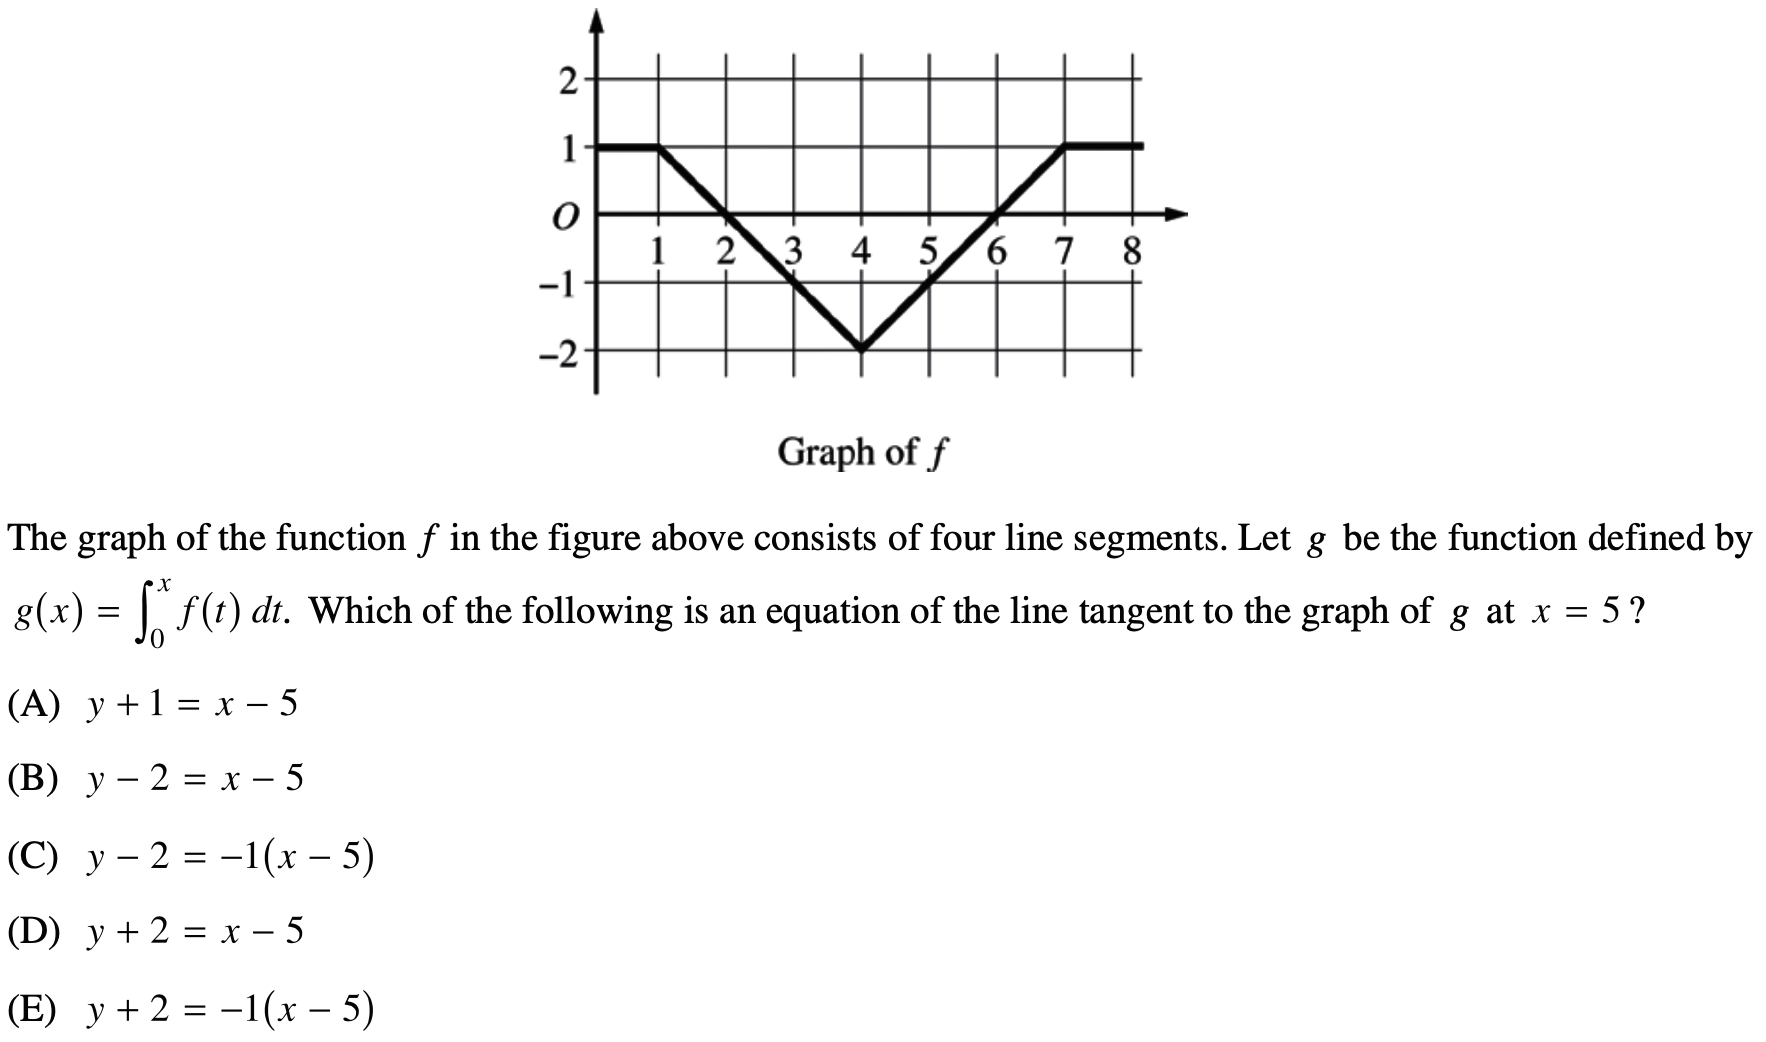 2
1
O
1 2 3 4 5 6 7 8
−1
−2
Graph of f
The graph of the function f in the figure above consists of four line segments. Let g be the function defined by
g(x) = ∫₀ˣ f(t) dt. Which of the following is an equation of the line tangent to the graph of g at x = 5 ?
(A) y + 1 = x − 5
(B) y − 2 = x − 5
(C) y − 2 = −1(x − 5)
(D) y + 2 = x − 5
(E) y + 2 = −1(x − 5)